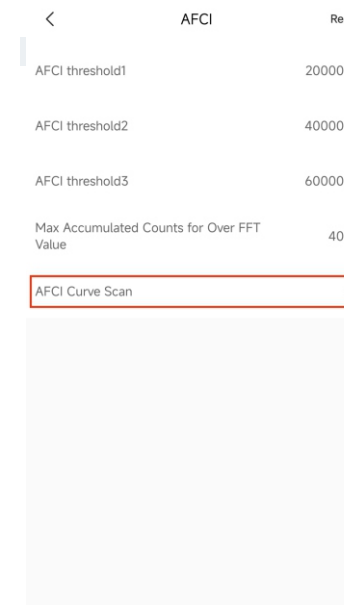 AFCI
Re
AFCI threshold1
20000
AFCI threshold2
40000
AFCI threshold3
60000
Max Accumulated Counts for Over FFT
Value
40
AFCI Curve Scan